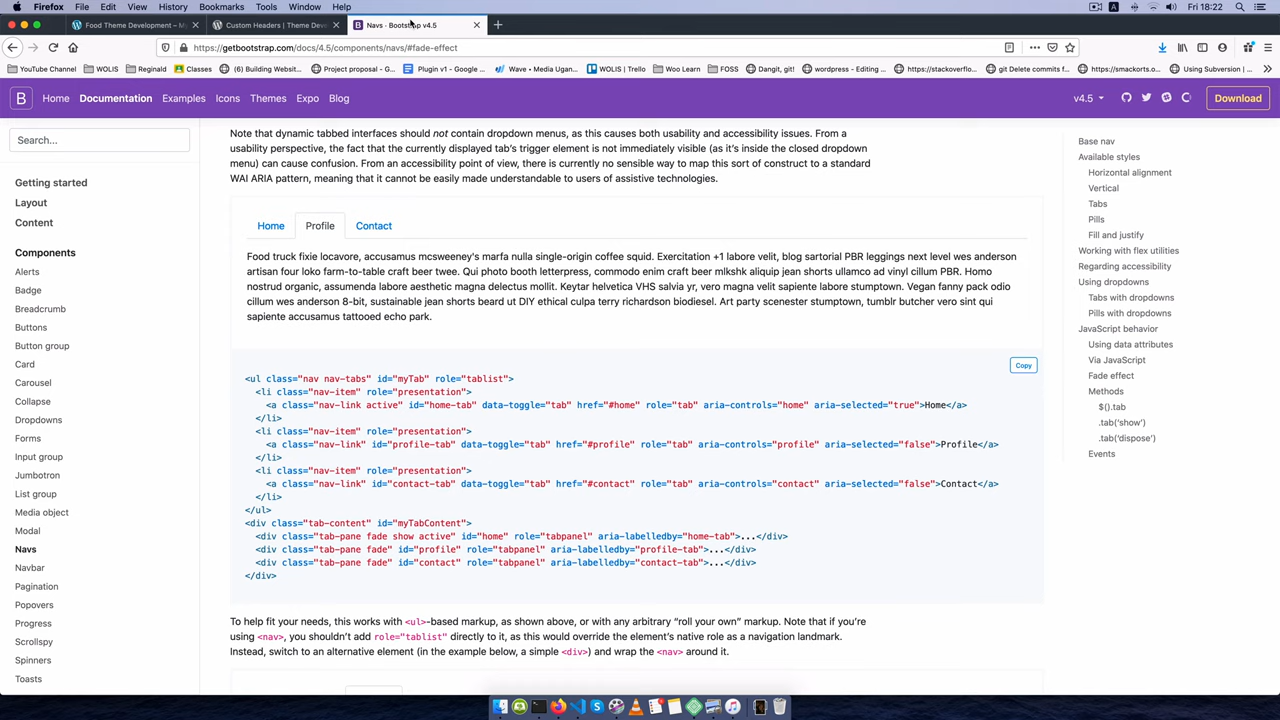 Firefox File Edit View History Bookmarks Tools Window Help Fri 18:22
Food Theme Development – M Custom Headers | Theme Deve Navs · Bootstrap v4.5
https://getbootstrap.com/docs/4.5/components/navs/#fade-effect
YouTube Channel WOLIS Reginald Classes (6) Building Websit... Project proposal - G... Plugin v1 - Google ... Wave • Media Ugan... WOLIS | Trello Woo Learn FOSS Dangit, git! wordpress - Editing ... https://stackoverflo... git Delete commits f... https://smackorts.o... Using Subversion | ...
B Home Documentation Examples Icons Themes Expo Blog v4.5 Download
Search...
Getting started
Layout
Content
Components
Alerts
Badge
Breadcrumb
Buttons
Button group
Card
Carousel
Collapse
Dropdowns
Forms
Input group
Jumbotron
List group
Media object
Modal
Navs
Navbar
Pagination
Popovers
Progress
Scrollspy
Spinners
Toasts
Note that dynamic tabbed interfaces should not contain dropdown menus, as this causes both usability and accessibility issues. From a
usability perspective, the fact that the currently displayed tab's trigger element is not immediately visible (as it's inside the closed dropdown
menu) can cause confusion. From an accessibility point of view, there is currently no sensible way to map this sort of construct to a standard
WAI ARIA pattern, meaning that it cannot be easily made understandable to users of assistive technologies.
Home Profile Contact
Food truck fixie locavore, accusamus mcsweeney's marfa nulla single-origin coffee squid. Exercitation +1 labore velit, blog sartorial PBR leggings next level wes anderson
artisan four loko farm-to-table craft beer twee. Qui photo booth letterpress, commodo enim craft beer mlkshk aliquip jean shorts ullamco ad vinyl cillum PBR. Homo
nostrud organic, assumenda labore aesthetic magna delectus mollit. Keytar helvetica VHS salvia yr, vero magna velit sapiente labore stumptown. Vegan fanny pack odio
cillum wes anderson 8-bit, sustainable jean shorts beard ut DIY ethical culpa terry richardson biodiesel. Art party scenester stumptown, tumblr butcher vero sint qui
sapiente accusamus tattooed echo park.
Copy
<ul class="nav nav-tabs" id="myTab" role="tablist">
<li class="nav-item" role="presentation">
<a class="nav-link active" id="home-tab" data-toggle="tab" href="#home" role="tab" aria-controls="home" aria-selected="true">Home</a>
</li>
<li class="nav-item" role="presentation">
<a class="nav-link" id="profile-tab" data-toggle="tab" href="#profile" role="tab" aria-controls="profile" aria-selected="false">Profile</a>
</li>
<li class="nav-item" role="presentation">
<a class="nav-link" id="contact-tab" data-toggle="tab" href="#contact" role="tab" aria-controls="contact" aria-selected="false">Contact</a>
</li>
</ul>
<div class="tab-content" id="myTabContent">
<div class="tab-pane fade show active" id="home" role="tabpanel" aria-labelledby="home-tab">...</div>
<div class="tab-pane fade" id="profile" role="tabpanel" aria-labelledby="profile-tab">...</div>
<div class="tab-pane fade" id="contact" role="tabpanel" aria-labelledby="contact-tab">...</div>
</div>
To help fit your needs, this works with <ul>-based markup, as shown above, or with any arbitrary "roll your own" markup. Note that if you're
using <nav>, you shouldn't add role="tablist" directly to it, as this would override the element's native role as a navigation landmark.
Instead, switch to an alternative element (in the example below, a simple <div>) and wrap the <nav> around it.
Base nav
Available styles
Horizontal alignment
Vertical
Tabs
Pills
Fill and justify
Working with flex utilities
Regarding accessibility
Using dropdowns
Tabs with dropdowns
Pills with dropdowns
JavaScript behavior
Using data attributes
Via JavaScript
Fade effect
Methods
$().tab
.tab('show')
.tab('dispose')
Events